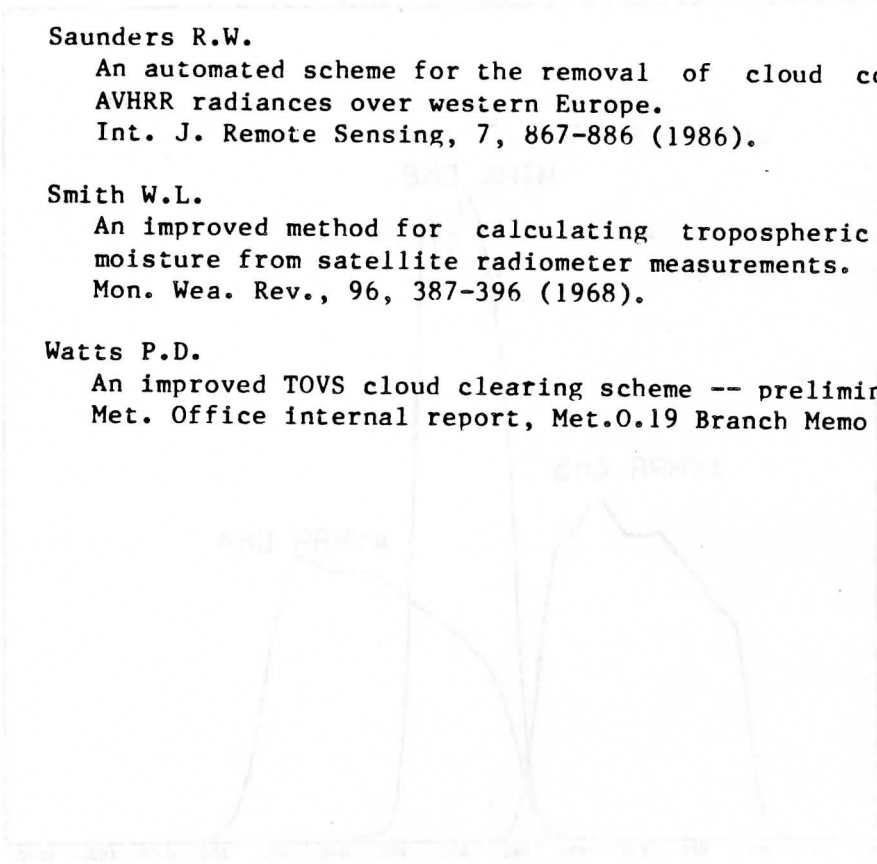 Saunders R.W.
An automated scheme for the removal of cloud
AVHRR radiances over western Europe.
Int. J. Remote Sensing, 7, 867-886 (1986).
Smith W.L.
An improved method for calculating tropospheric
moisture from satellite radiometer measurements.
Mon. Wea. Rev., 96, 387-396 (1968).
Watts P.D.
An improved TOVS cloud clearing scheme --
Met. Office internal report, Met.O.19 Branch Memo